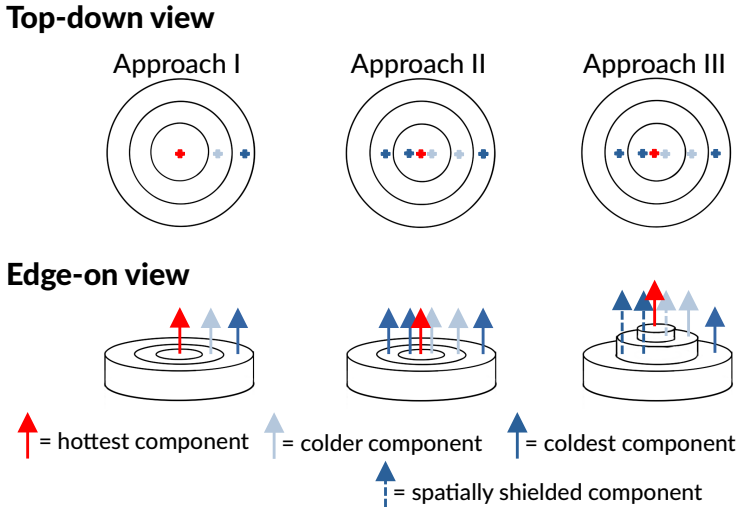 Top-down view
Approach I Approach II Approach III
Edge-on view
= hottest component = colder component = coldest component
= spatially shielded component